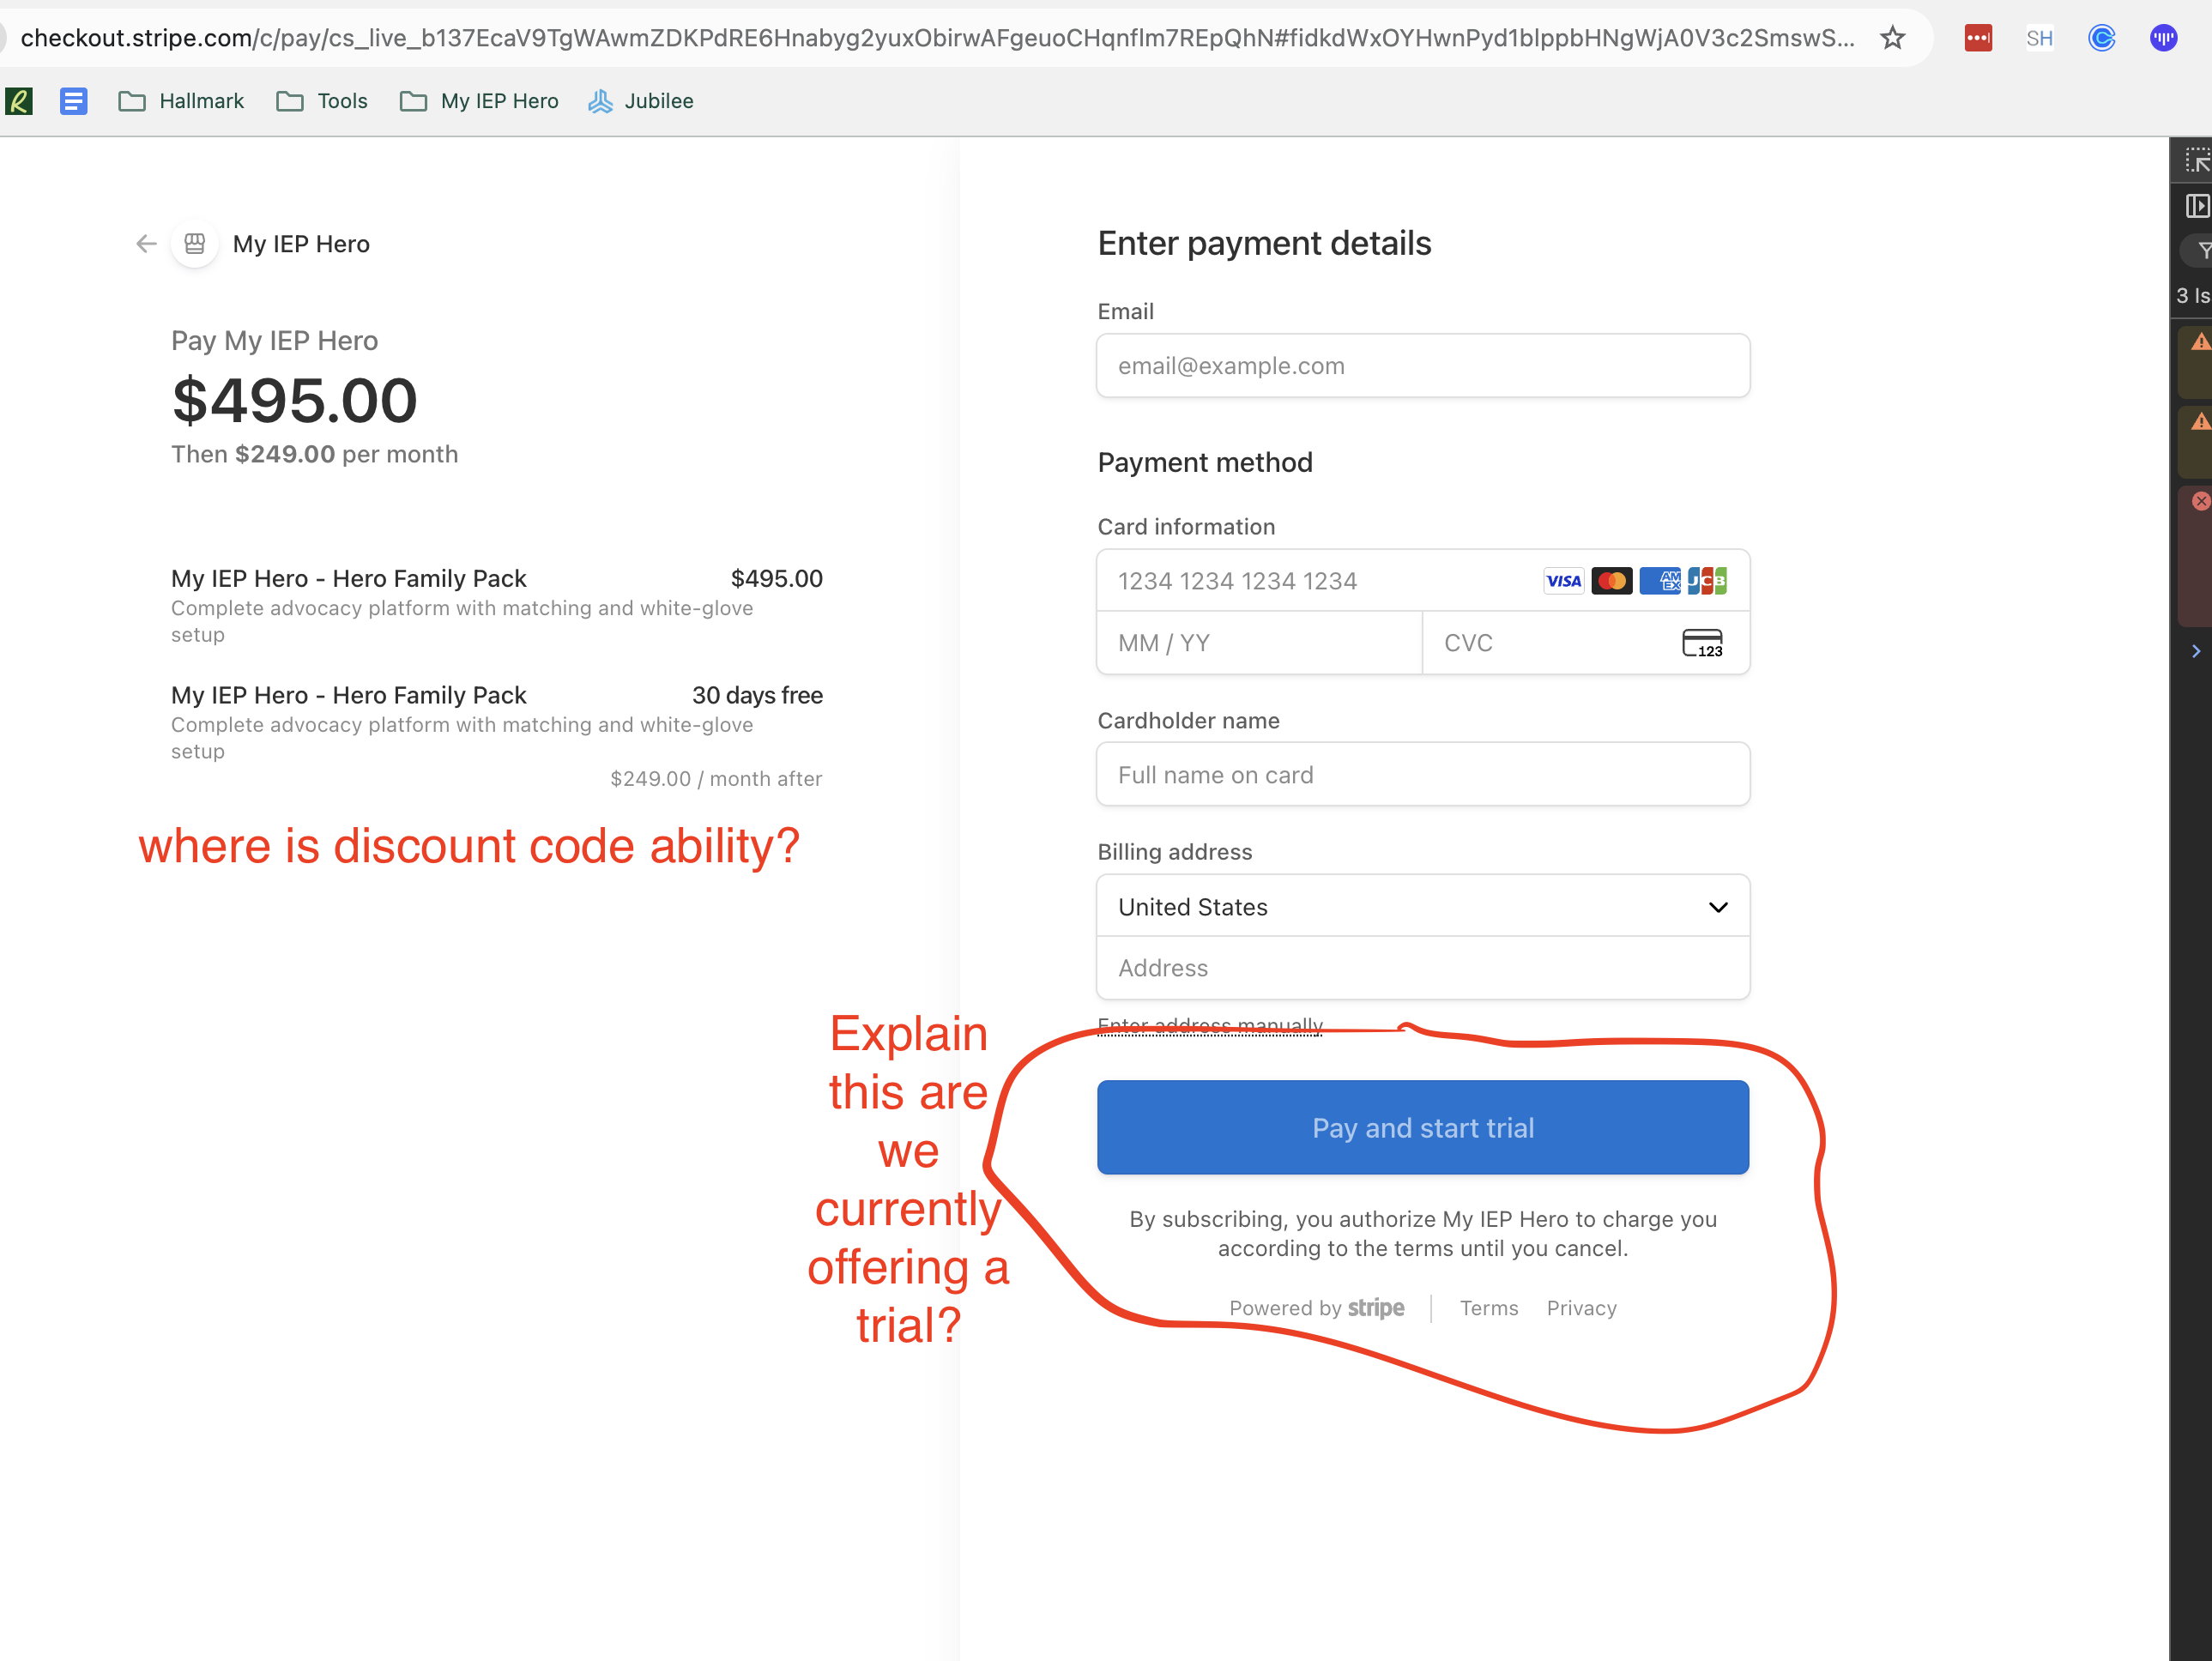 checkout.stripe.com/c/pay/cs_live_b137EcaV9TgWAwmZDKPdRE6Hnabyg2yuxObirwAFgeuoCHqnflm7REpQhN#fidkdWxOYHwnPyd1blppbHNgWjA0V3c2SmswS...
SH
Hallmark
Tools
My IEP Hero
Jubilee
3 Is
My IEP Hero
Pay My IEP Hero
$495.00
Then $249.00 per month
My IEP Hero - Hero Family Pack $495.00
Complete advocacy platform with matching and white-glove
setup
My IEP Hero - Hero Family Pack 30 days free
Complete advocacy platform with matching and white-glove
setup
$249.00 / month after
where is discount code ability?
Enter payment details
Email
email@example.com
Payment method
Card information
1234 1234 1234 1234 VISA AMEX JCB
MM / YY CVC 123
Cardholder name
Full name on card
Billing address
United States
Address
Enter address manually
Explain
this are
we
currently
offering a
trial?
Pay and start trial
By subscribing, you authorize My IEP Hero to charge you
according to the terms until you cancel.
Powered by stripe Terms Privacy